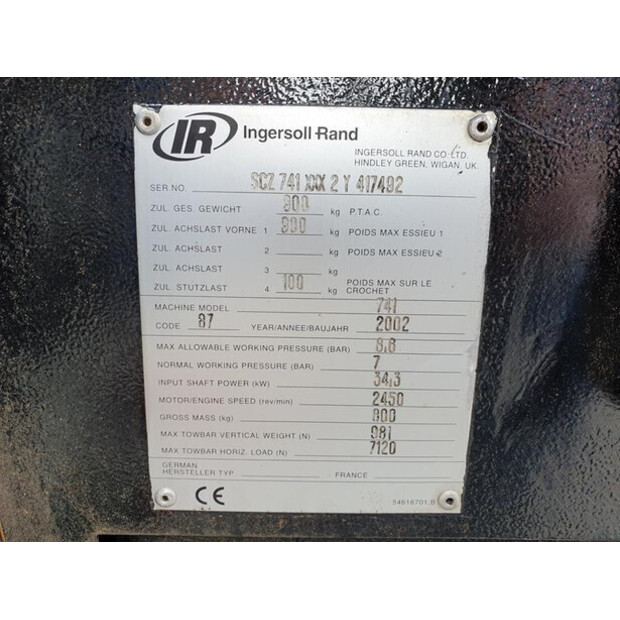 IR Ingersoll-Rand
INGERSOLL RAND CO. LTD.
HINDLEY GREEN, WIGAN, UK.
SER NO. SCZ 741 XXX 2 Y 417492
ZUL. GES. GEWICHT 900 kg P.T.A.C.
ZUL. ACHSLAST VORNE 1 900 kg POIDS MAX ESSIEU 1
ZUL. ACHSLAST 2 kg POIDS MAX ESSIEU 2
ZUL. ACHSLAST 3 kg
ZUL. STUTZLAST 4 100 kg POIDS MAX SUR LE CROCHET
MACHINE MODEL 741
CODE 87 YEAR/ANNEE/BAUJAHR 2002
MAX ALLOWABLE WORKING PRESSURE (BAR) 8,6
NORMAL WORKING PRESSURE (BAR) 7
INPUT SHAFT POWER (kW) 34,3
MOTOR/ENGINE SPEED (rev/min) 2450
GROSS MASS (kg) 800
MAX TOWBAR VERTICAL WEIGHT (N) 981
MAX TOWBAR HORIZ. LOAD (N) 7120
GERMAN
HERSTELLER TYP FRANCE
CE 54616701.B